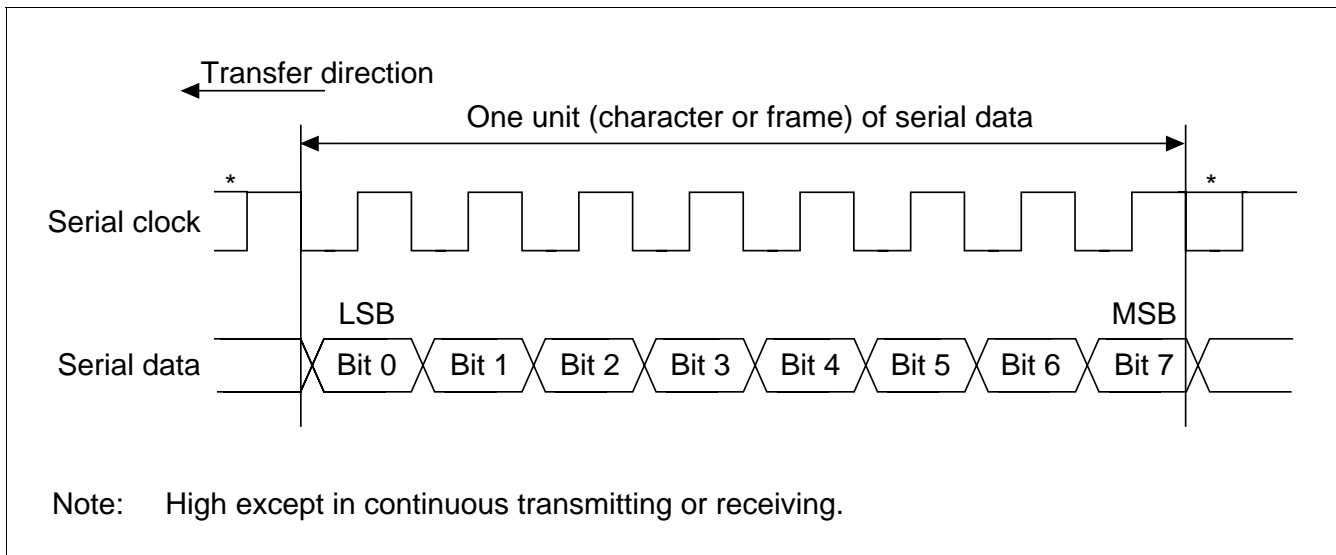 Transfer direction
One unit (character or frame) of serial data
* *
Serial clock
LSB MSB
Serial data Bit 0 Bit 1 Bit 2 Bit 3 Bit 4 Bit 5 Bit 6 Bit 7
Note: High except in continuous transmitting or receiving.